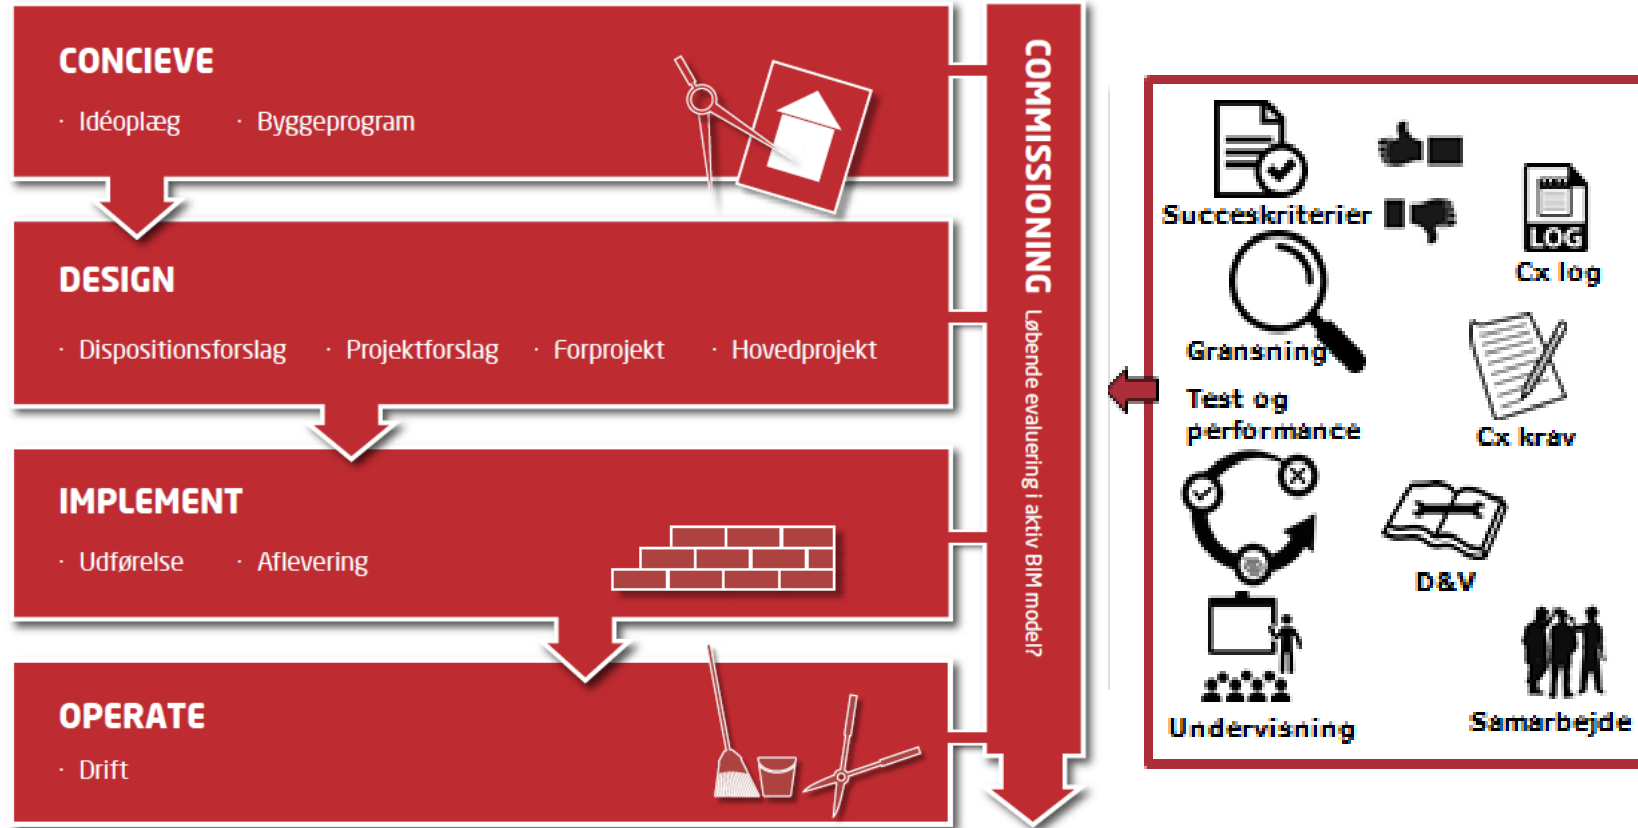 CONCIEVE
· Idéoplæg · Byggeprogram
DESIGN
· Dispositionsforslag · Projektforslag · Forprojekt · Hovedprojekt
IMPLEMENT
· Udførelse · Aflevering
OPERATE
· Drift
COMMISSIONING Løbende evaluering i aktiv BIM model?
Succeskriterier
LOG
Cx log
Gransning
Cx krav
Test og
performance
D&V
Undervisning
Samarbejde